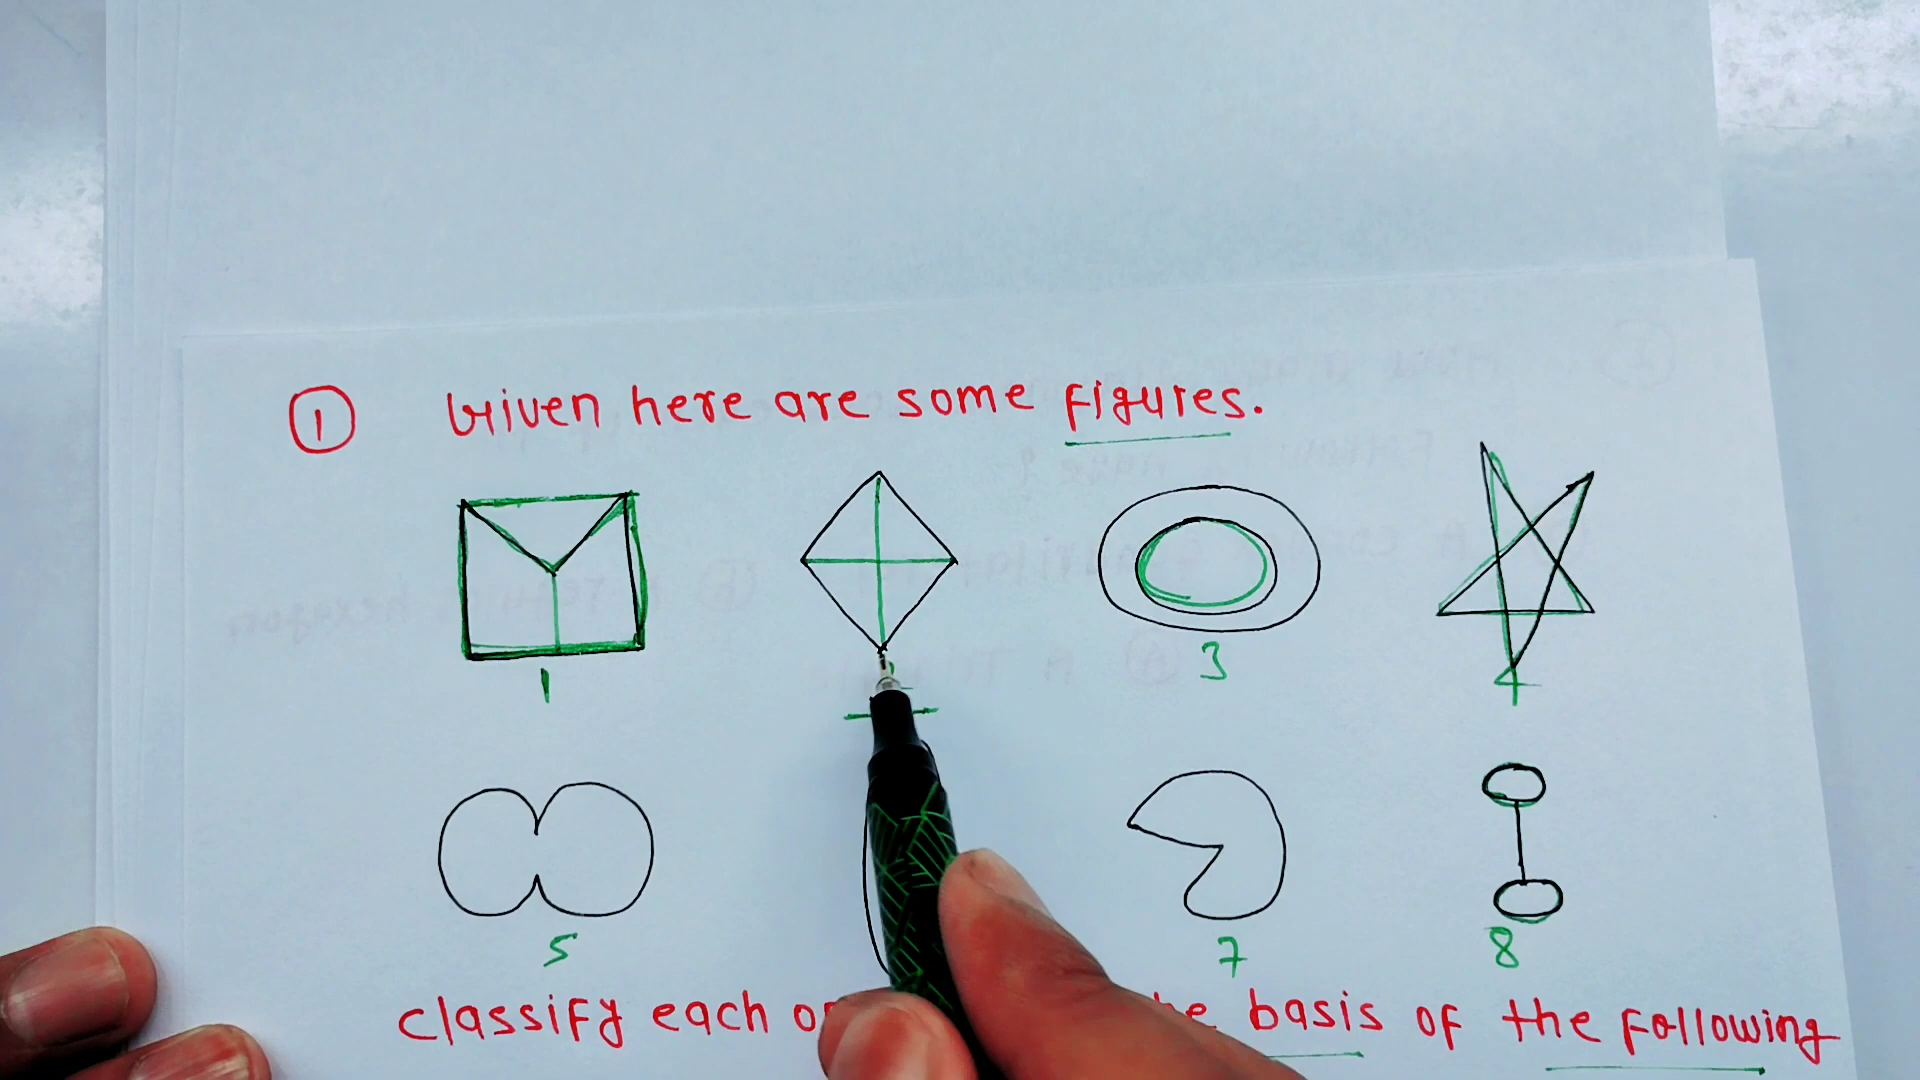 1 Given here are some figures.
1 3 4
5 7 8
classify each basis of the following